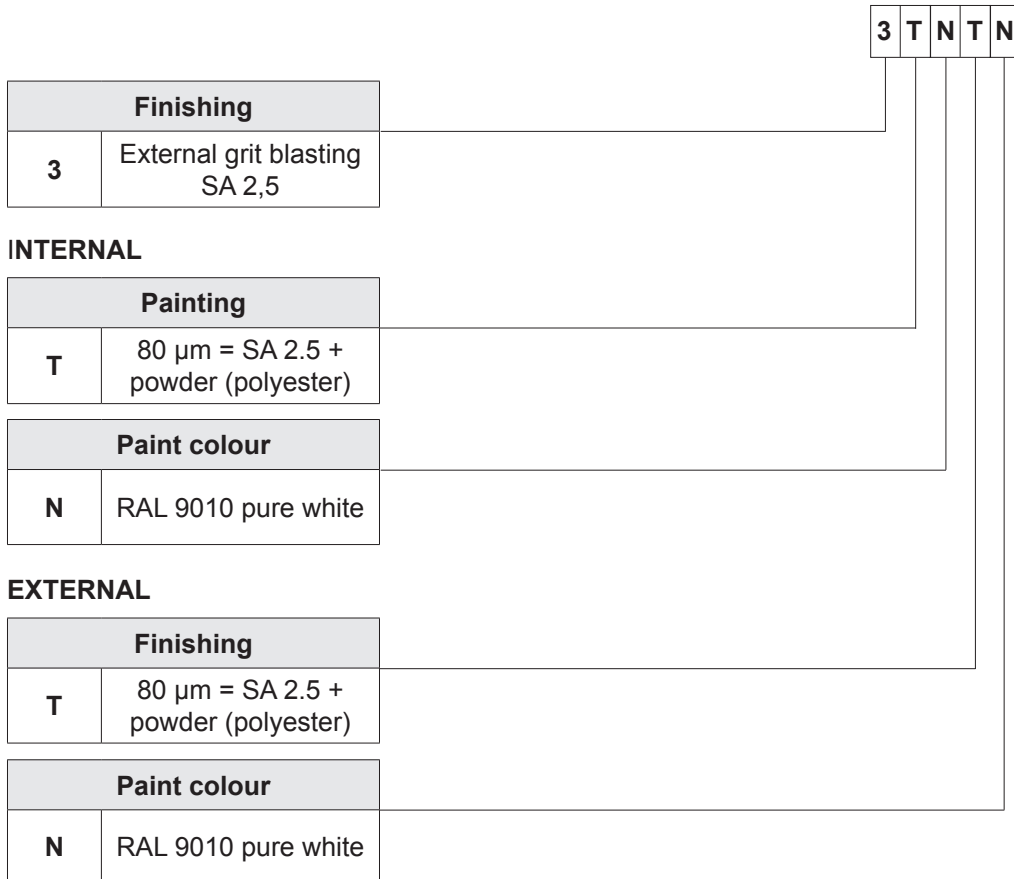 3 T N T N
Finishing
3 External grit blasting
SA 2,5
INTERNAL
Painting
T 80 µm = SA 2.5 +
powder (polyester)
Paint colour
N RAL 9010 pure white
EXTERNAL
Finishing
T 80 µm = SA 2.5 +
powder (polyester)
Paint colour
N RAL 9010 pure white